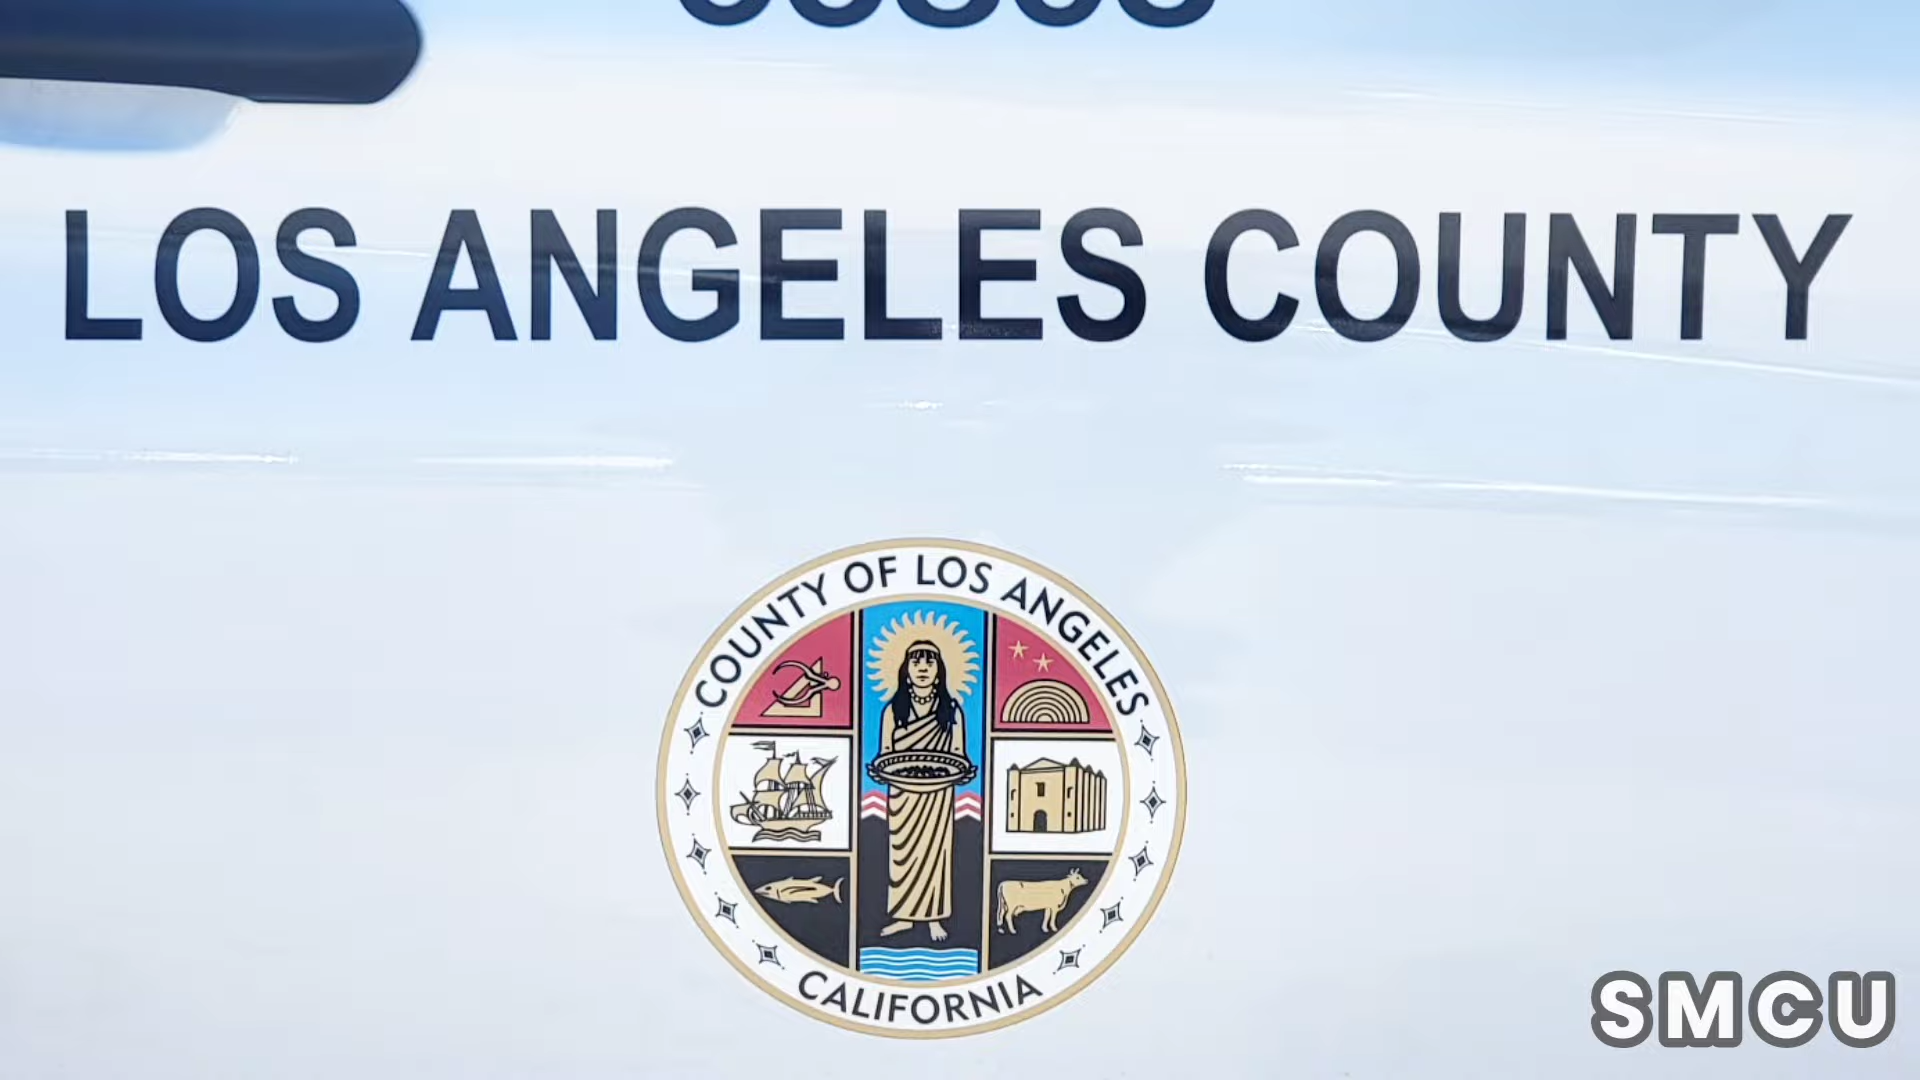 LOS ANGELES COUNTY
COUNTY OF LOS ANGELES
CALIFORNIA
SMCU